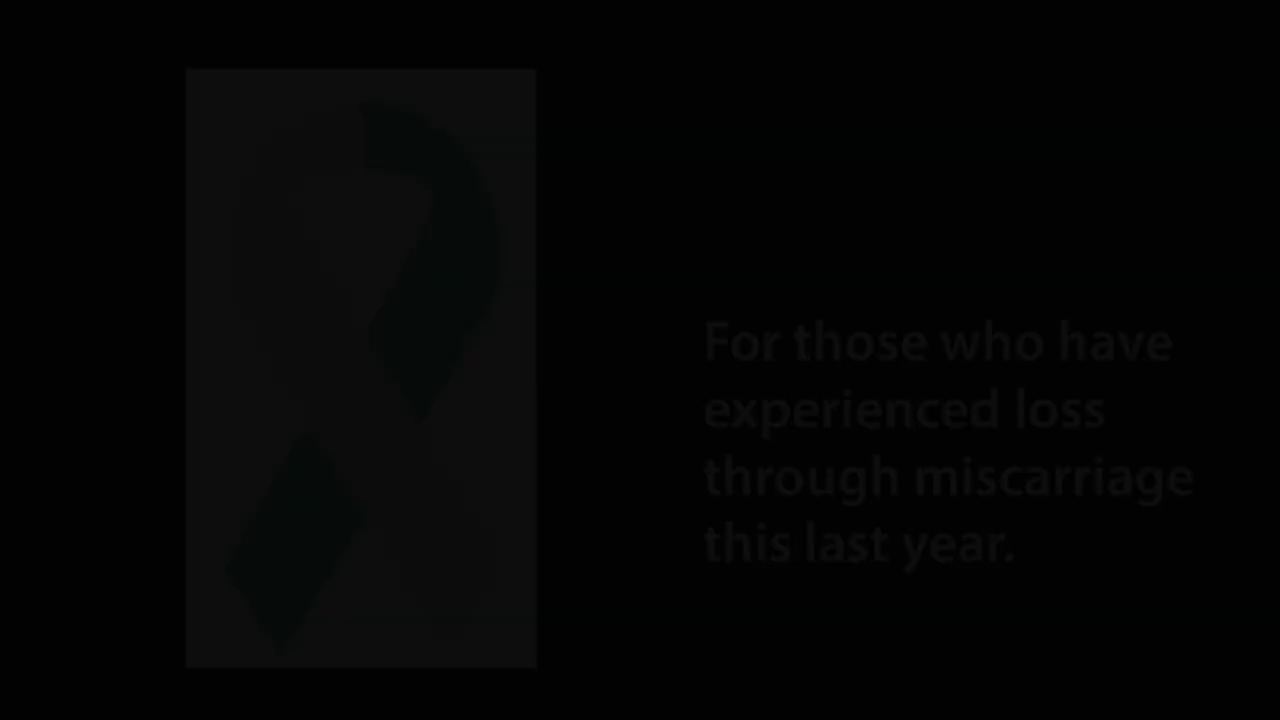 For those who have
experienced loss
through miscarriage
this last year.